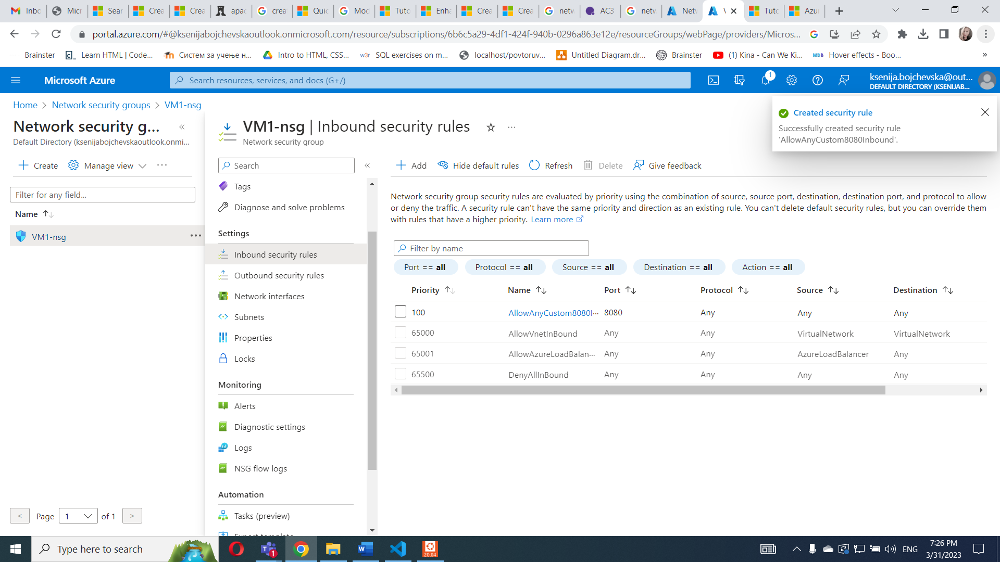 Inbo
Micr
Sear
Crea
Crea
apac
crea
Quic
Moc
Tuto
Enha
Crea
Crea
netw
AC3
netw
Netw
Tuto
Azur
portal.azure.com/#@ksenijabojchevskaoutlook.onmicrosoft.com/resource/subscriptions/6b6c5a29-4df1-424f-940b-0296a863e12e/resourceGroups/webPage/providers/Micros...
Brainster
Learn HTML | Code...
Систем за учење н...
Intro to HTML, CSS...
SQL exercises on m...
localhost/povtoruv...
Untitled Diagram.dr...
Brainster
(1) Kina - Can We Ki...
Hover effects - Boo...
»
Microsoft Azure
Search resources, services, and docs (G+/)
1
ksenija.bojchevska@out...
DEFAULT DIRECTORY (KSENIJAB...
Home > Network security groups > VM1-nsg
Created security rule
Successfully created security rule
'AllowAnyCustom8080Inbound'.
Network security g...
Default Directory (ksenijabojchevskaoutlook.onmi...
Create
Manage view
Filter for any field...
Name
VM1-nsg
< Page 1 of 1 >
VM1-nsg | Inbound security rules
Network security group
Search
Tags
Diagnose and solve problems
Settings
Inbound security rules
Outbound security rules
Network interfaces
Subnets
Properties
Locks
Monitoring
Alerts
Diagnostic settings
Logs
NSG flow logs
Automation
Tasks (preview)
Export template
Add
Hide default rules
Refresh
Delete
Give feedback
Network security group security rules are evaluated by priority using the combination of source, source port, destination, destination port, and protocol to allow
or deny the traffic. A security rule can't have the same priority and direction as an existing rule. You can't delete default security rules, but you can override them
with rules that have a higher priority. Learn more
Filter by name
Port == all
Protocol == all
Source == all
Destination == all
Action == all
Priority Name Port Protocol Source Destination
100 AllowAnyCustom8080I... 8080 Any Any Any
65000 AllowVnetInBound Any Any VirtualNetwork VirtualNetwork
65001 AllowAzureLoadBalan... Any Any AzureLoadBalancer Any
65500 DenyAllInBound Any Any Any Any
Type here to search
1
20.04
ENG
7:26 PM
3/31/2023